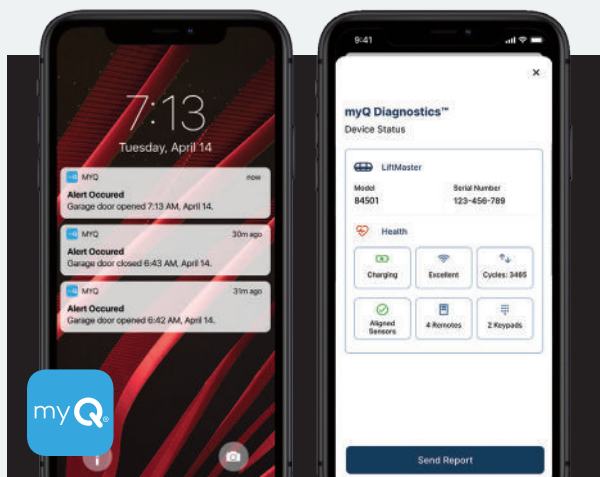 7:13
Tuesday, April 14
MYQ now
Alert Occured
Garage door opened 7:13 AM, April 14.
MYQ 30m ago
Alert Occured
Garage door closed 6:43 AM, April 14.
MYQ 31m ago
Alert Occured
Garage door opened 6:42 AM, April 14.
myQ®
9:41
myQ Diagnostics™
Device Status
LiftMaster
Model Serial Number
84501 123-456-789
Health
Charging
Excellent
Cycles: 3465
Aligned
Sensors
4 Remotes
2 Keypads
Send Report